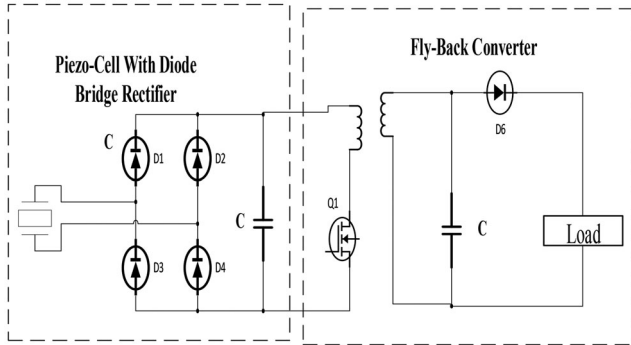 Piezo-Cell With Diode
Bridge Rectifier
Fly-Back Converter
C
D1
D2
D6
Q1
C
C
Load
D3
D4